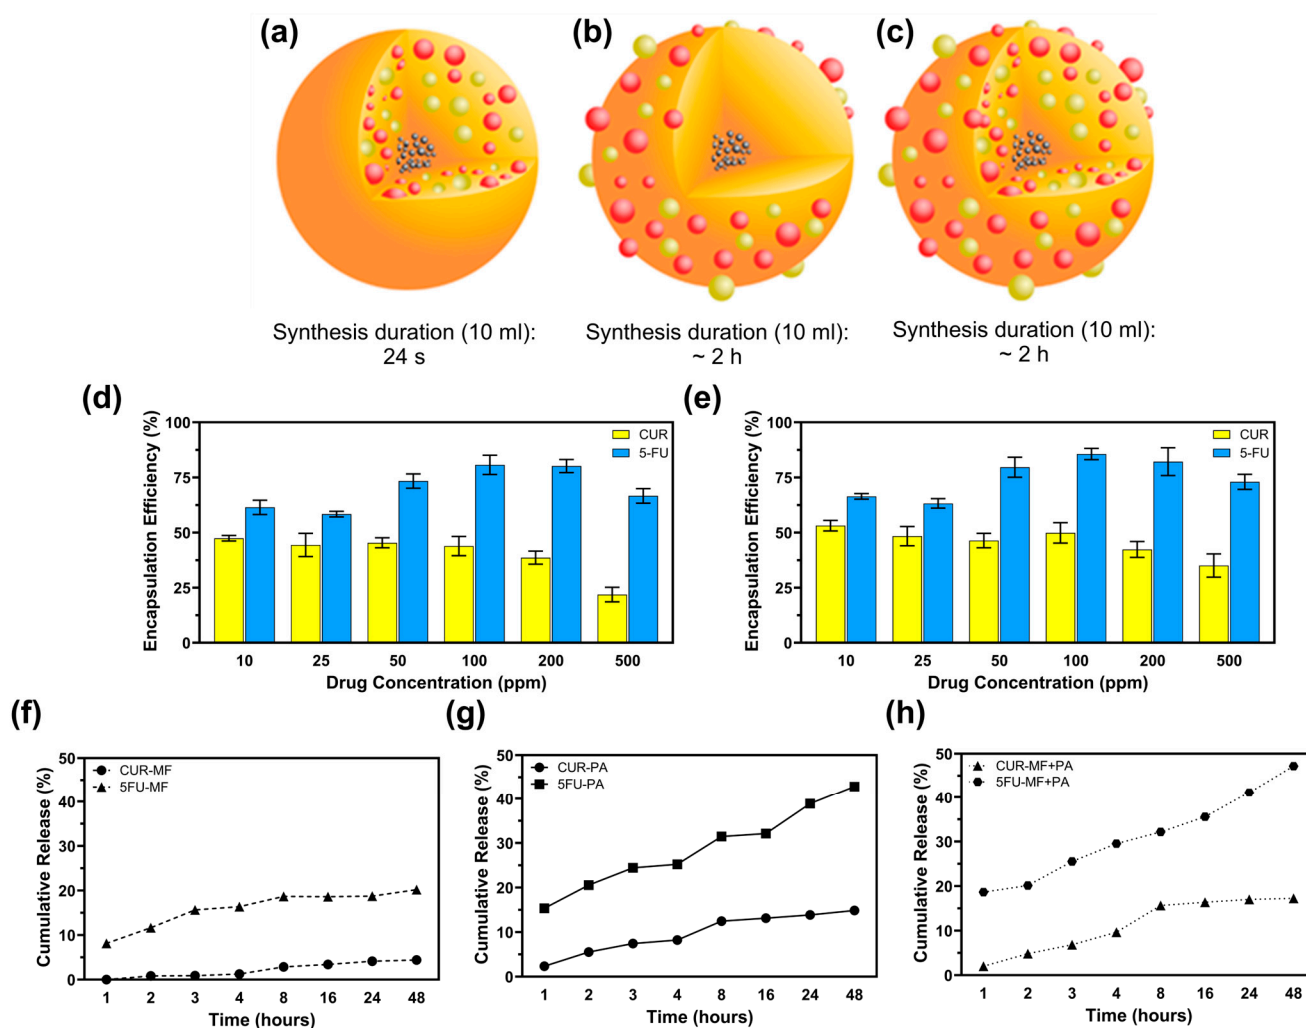 (a)
(b)
(c)
Synthesis duration (10 ml):
24 s
Synthesis duration (10 ml):
~ 2 h
Synthesis duration (10 ml):
~ 2 h
(d)
Encapsulation Efficiency (%)
100
75
50
25
0
CUR
5-FU
10 25 50 100 200 500
Drug Concentration (ppm)
(e)
Encapsulation Efficiency (%)
100
75
50
25
0
CUR
5-FU
10 25 50 100 200 500
Drug Concentration (ppm)
(f)
Cumulative Release (%)
50
40
30
20
10
0
CUR-MF
5FU-MF
1 2 3 4 8 16 24 48
Time (hours)
(g)
Cumulative Release (%)
50
40
30
20
10
0
CUR-PA
5FU-PA
1 2 3 4 8 16 24 48
Time (hours)
(h)
Cumulative Release (%)
50
40
30
20
10
0
CUR-MF+PA
5FU-MF+PA
1 2 3 4 8 16 24 48
Time (hours)